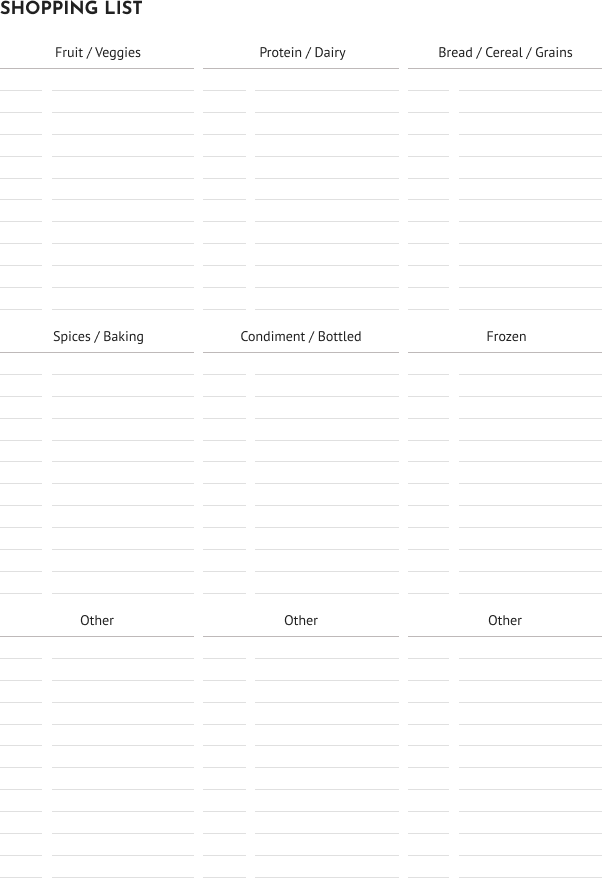 SHOPPING LIST
Fruit / Veggies Protein / Dairy Bread / Cereal / Grains
Spices / Baking Condiment / Bottled Frozen
Other Other Other